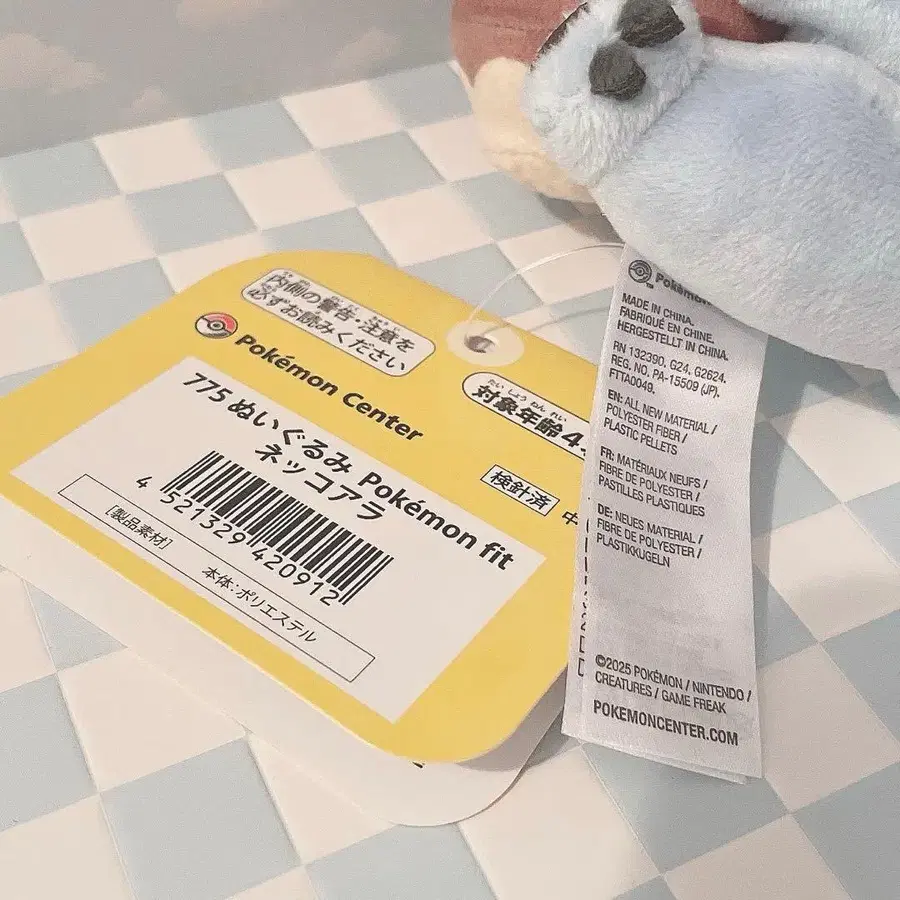 内側の警告・注意を
必ずお読みください
Pokémon Center
対象年齢4
775 ぬいぐるみ Pokémon fit
ネッコアラ
4 521329 420912
検針済
中
[製品素材]
本体:ポリエステル
Pokémon
MADE IN CHINA.
FABRIQUÉ EN CHINE.
HERGESTELLT IN CHINA.
RN 132390, G24, G2624.
REG. NO. PA-15509 (JP).
FTTA0049.
EN: ALL NEW MATERIAL /
POLYESTER FIBER /
PLASTIC PELLETS
FR: MATÉRIAUX NEUFS /
FIBRE DE POLYESTER /
PASTILLES PLASTIQUES
DE: NEUES MATERIAL /
FIBRE DE POLYESTER /
PLASTIKKUGELN
©2025 POKÉMON / NINTENDO /
CREATURES / GAME FREAK
POKEMONCENTER.COM